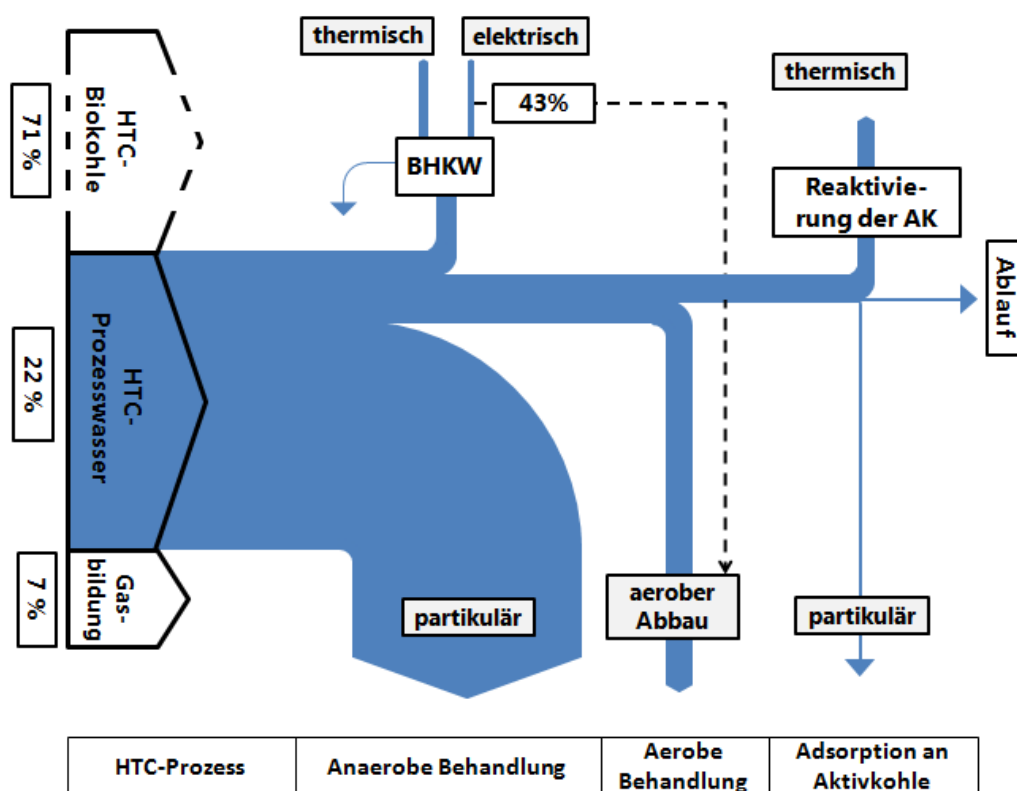 thermisch
elektrisch
43%
BHKW
thermisch
Reaktivie-
rung der AK
Ablauf
71 %
HTC-
Biokohle
22 %
HTC-
Prozesswasser
7 %
Gas-
bildung
partikulär
aerober
Abbau
partikulär
HTC-Prozess
Anaerobe Behandlung
Aerobe
Behandlung
Adsorption an
Aktivkohle